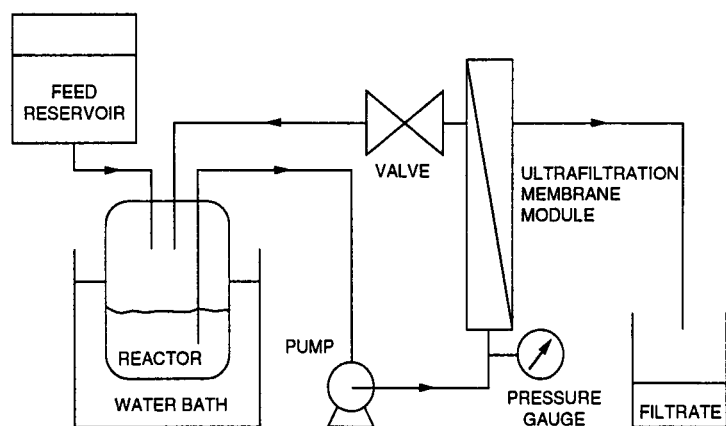 FEED
RESERVOIR
VALVE
ULTRAFILTRATION
MEMBRANE
MODULE
REACTOR
WATER BATH
PUMP
PRESSURE
GAUGE
FILTRATE